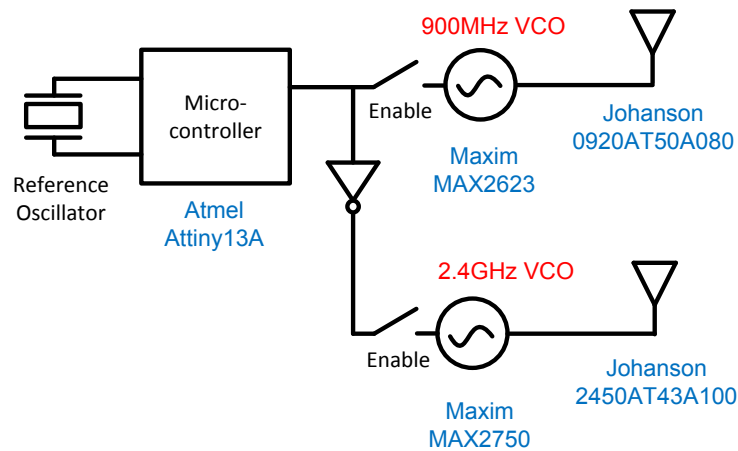 900MHz VCO
Micro-
controller
Enable
Johanson
0920AT50A080
Maxim
MAX2623
Reference
Oscillator
Atmel
Attiny13A
2.4GHz VCO
Enable
Johanson
2450AT43A100
Maxim
MAX2750